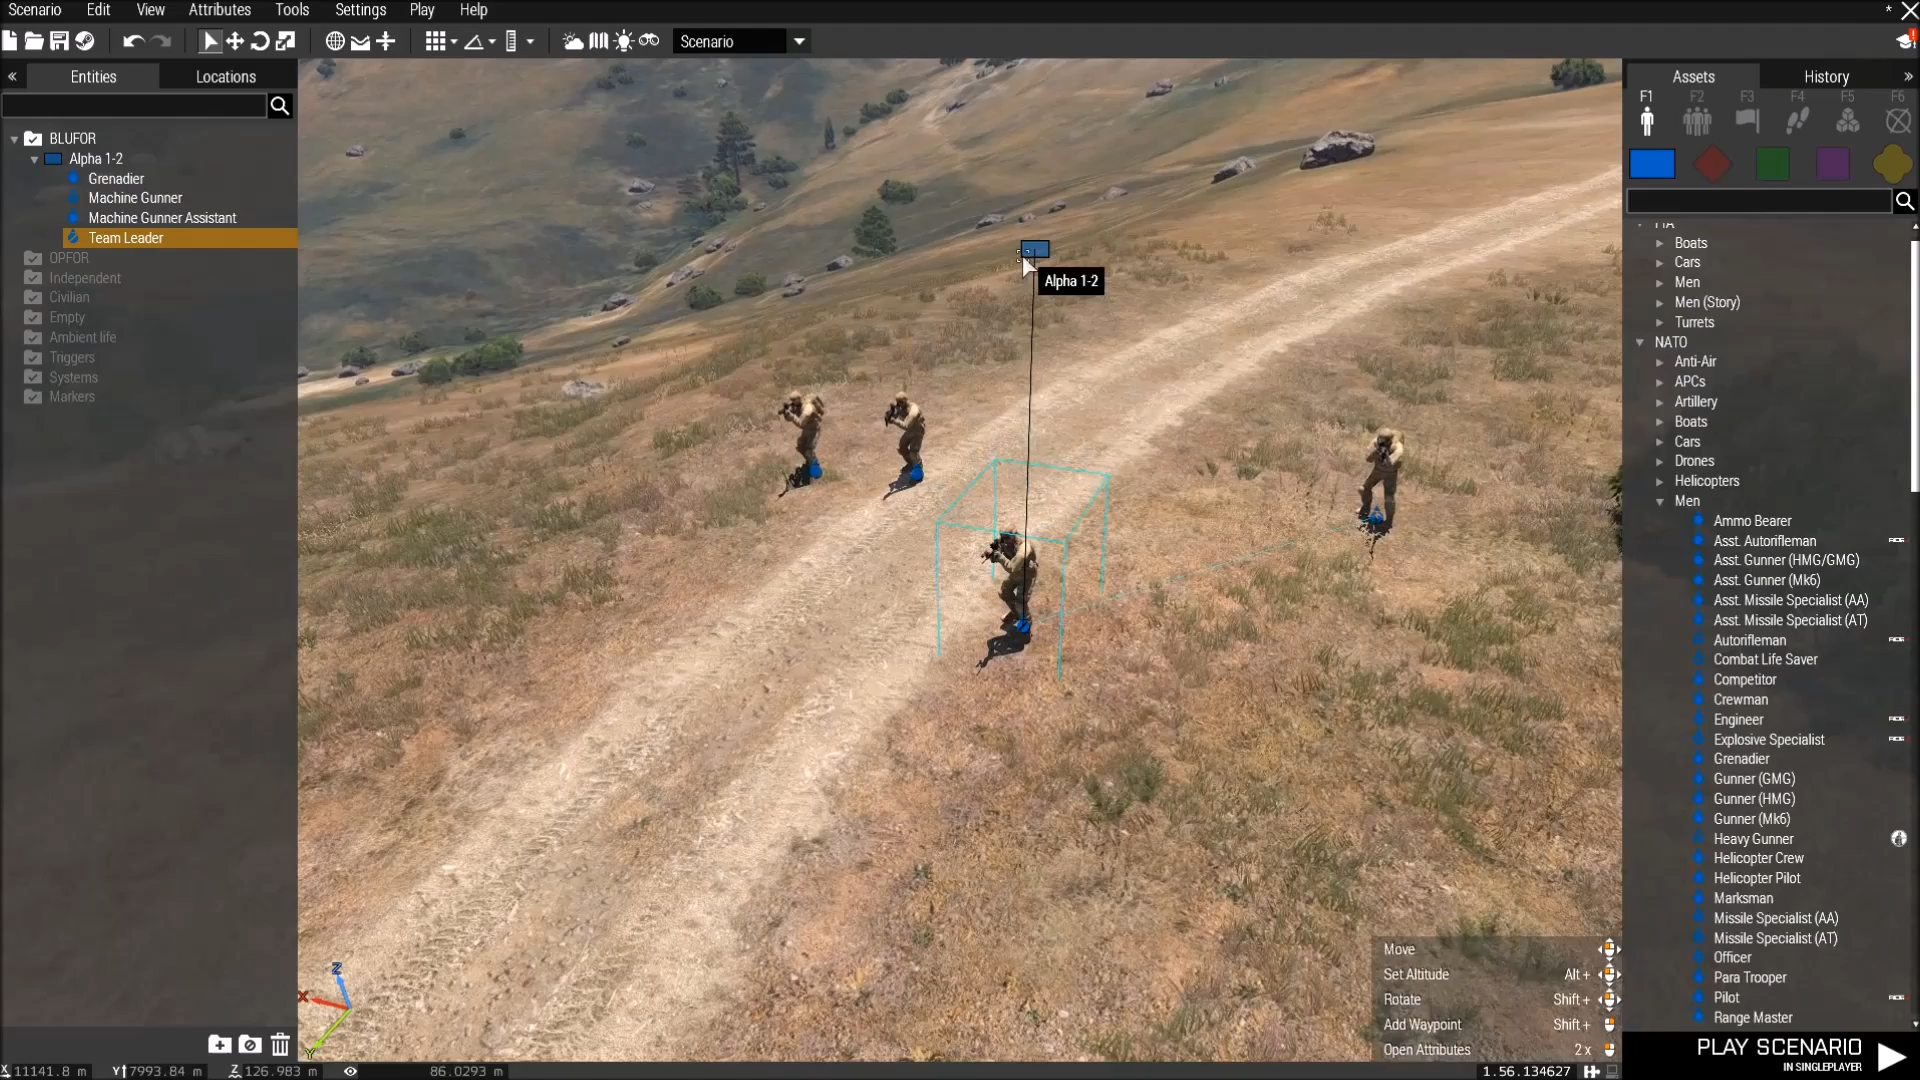 Scenario Edit View Attributes Tools Settings Play Help
*
Scenario
Entities Locations
BLUFOR
Alpha 1-2
Grenadier
Machine Gunner
Machine Gunner Assistant
Team Leader
OPFOR
Independent
Civilian
Empty
Ambient life
Triggers
Systems
Markers
Alpha 1-2
Z
X
Y
Move
Set Altitude Alt +
Rotate Shift +
Add Waypoint Shift +
Open Attributes 2 x
Assets History
F1 F2 F3 F4 F5 F6
Boats
Cars
Men
Men (Story)
Turrets
NATO
Anti-Air
APCs
Artillery
Boats
Cars
Drones
Helicopters
Men
Ammo Bearer
Asst. Autorifleman
Asst. Gunner (HMG/GMG)
Asst. Gunner (Mk6)
Asst. Missile Specialist (AA)
Asst. Missile Specialist (AT)
Autorifleman
Combat Life Saver
Competitor
Crewman
Engineer
Explosive Specialist
Grenadier
Gunner (GMG)
Gunner (HMG)
Gunner (Mk6)
Heavy Gunner
Helicopter Crew
Helicopter Pilot
Marksman
Missile Specialist (AA)
Missile Specialist (AT)
Officer
Para Trooper
Pilot
Range Master
PLAY SCENARIO
IN SINGLEPLAYER
X 11141.8 m Y 7993.84 m Z 126.983 m 86.0293 m 1.56.134627